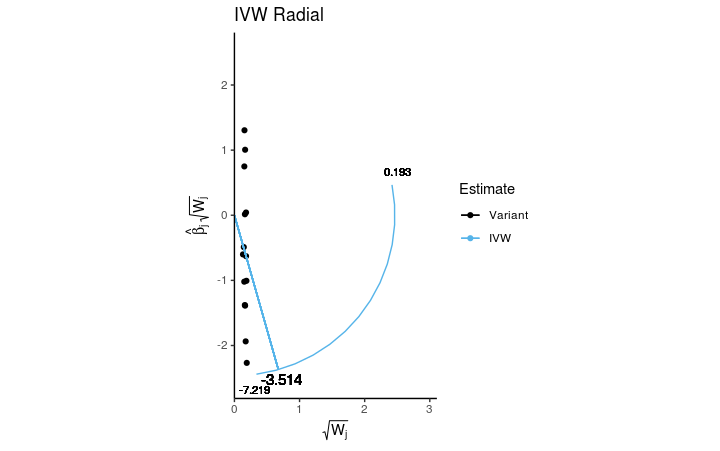 IVW Radial
2
1
0
-1
-2
β̂j√Wj
0.193
-3.514
-7.219
0 1 2 3
√Wj
Estimate
Variant
IVW